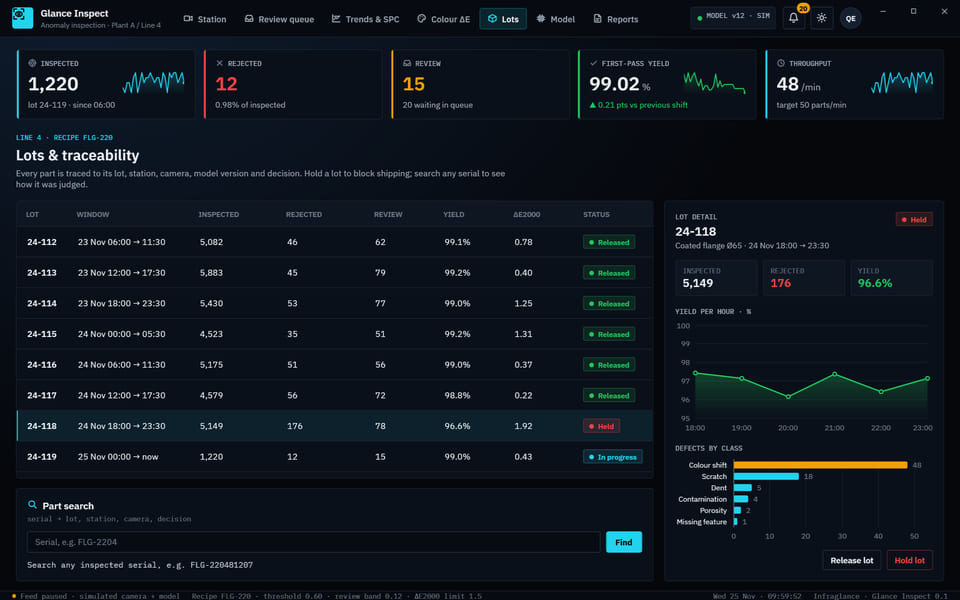 Glance Inspect
Anomaly inspection · Plant A / Line 4
Station
Review queue
Trends & SPC
Colour ΔE
Lots
Model
Reports
MODEL v12 · SIM
20
QE
INSPECTED
1,220
lot 24-119 · since 06:00
REJECTED
12
0.98% of inspected
REVIEW
15
20 waiting in queue
FIRST-PASS YIELD
99.02 %
▲ 0.21 pts vs previous shift
THROUGHPUT
48 /min
target 50 parts/min
LINE 4 · RECIPE FLG-220
Lots & traceability
Every part is traced to its lot, station, camera, model version and decision. Hold a lot to block shipping; search any serial to see
how it was judged.
LOT WINDOW INSPECTED REJECTED REVIEW YIELD ΔE2000 STATUS
24-112 23 Nov 06:00 → 11:30 5,082 46 62 99.1% 0.78 Released
24-113 23 Nov 12:00 → 17:30 5,883 45 79 99.2% 0.40 Released
24-114 23 Nov 18:00 → 23:30 5,430 53 77 99.0% 1.25 Released
24-115 24 Nov 00:00 → 05:30 4,523 35 51 99.2% 1.31 Released
24-116 24 Nov 06:00 → 11:30 5,175 51 56 99.0% 0.37 Released
24-117 24 Nov 12:00 → 17:30 4,579 56 72 98.8% 0.22 Released
24-118 24 Nov 18:00 → 23:30 5,149 176 78 96.6% 1.92 Held
24-119 25 Nov 00:00 → now 1,220 12 15 99.0% 0.43 In progress
Part search
serial → lot, station, camera, decision
Serial, e.g. FLG-2204
Find
Search any inspected serial, e.g. FLG-220481207
LOT DETAIL
Held
24-118
Coated flange Ø65 · 24 Nov 18:00 → 23:30
INSPECTED
5,149
REJECTED
176
YIELD
96.6%
YIELD PER HOUR · %
100
99
98
97
96
95
18:00 19:00 20:00 21:00 22:00 23:00
DEFECTS BY CLASS
Colour shift 48
Scratch 18
Dent 5
Contamination 4
Porosity 2
Missing feature 1
0 10 20 30 40 50
Release lot
Hold lot
Feed paused · simulated camera + model Recipe FLG-220 · threshold 0.60 · review band 0.12 · ΔE2000 limit 1.5
Wed 25 Nov · 09:59:52 Infraglance · Glance Inspect 0.1